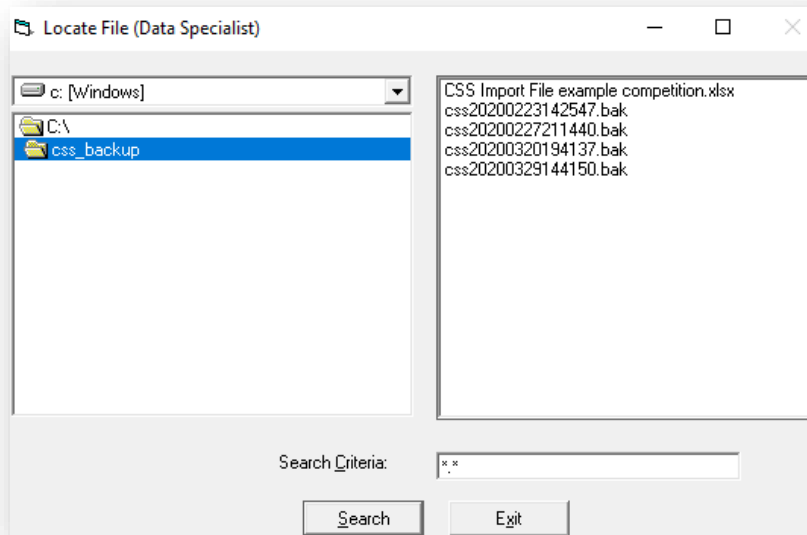 Locate File (Data Specialist)
c: [Windows]
C:\
css_backup
CSS Import File example competition.xlsx
css20200223142547.bak
css20200227211440.bak
css20200320194137.bak
css20200329144150.bak
Search Criteria:
*.*
Search
Exit